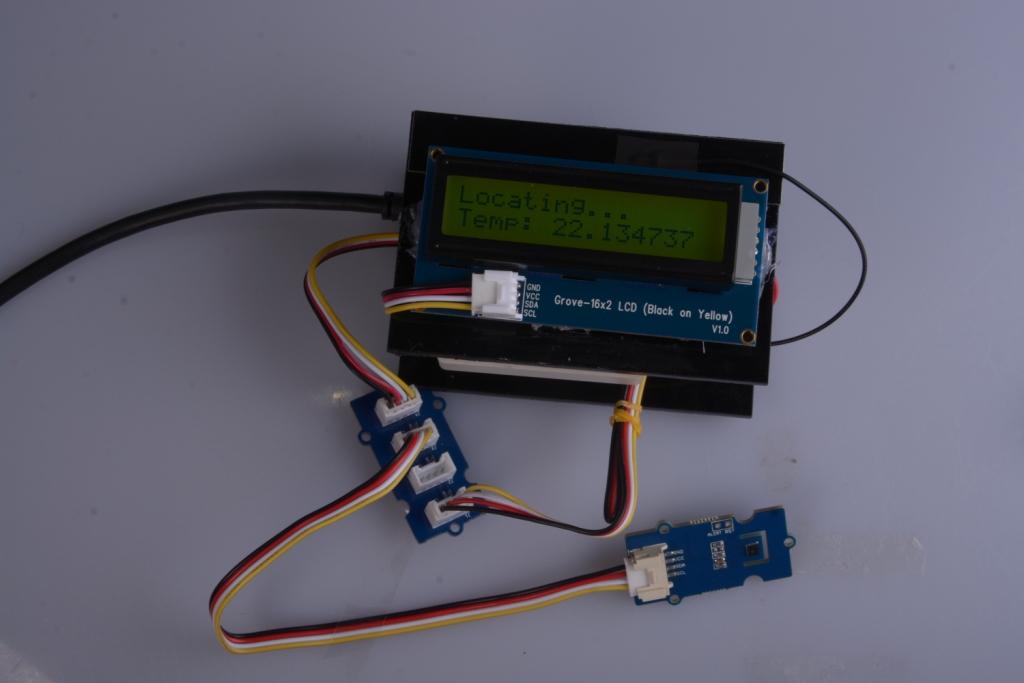 Locating...
Temp: 22.134737
GND
VCC
SDA
SCL
Grove-16x2 LCD (Black on Yellow)
V1.0